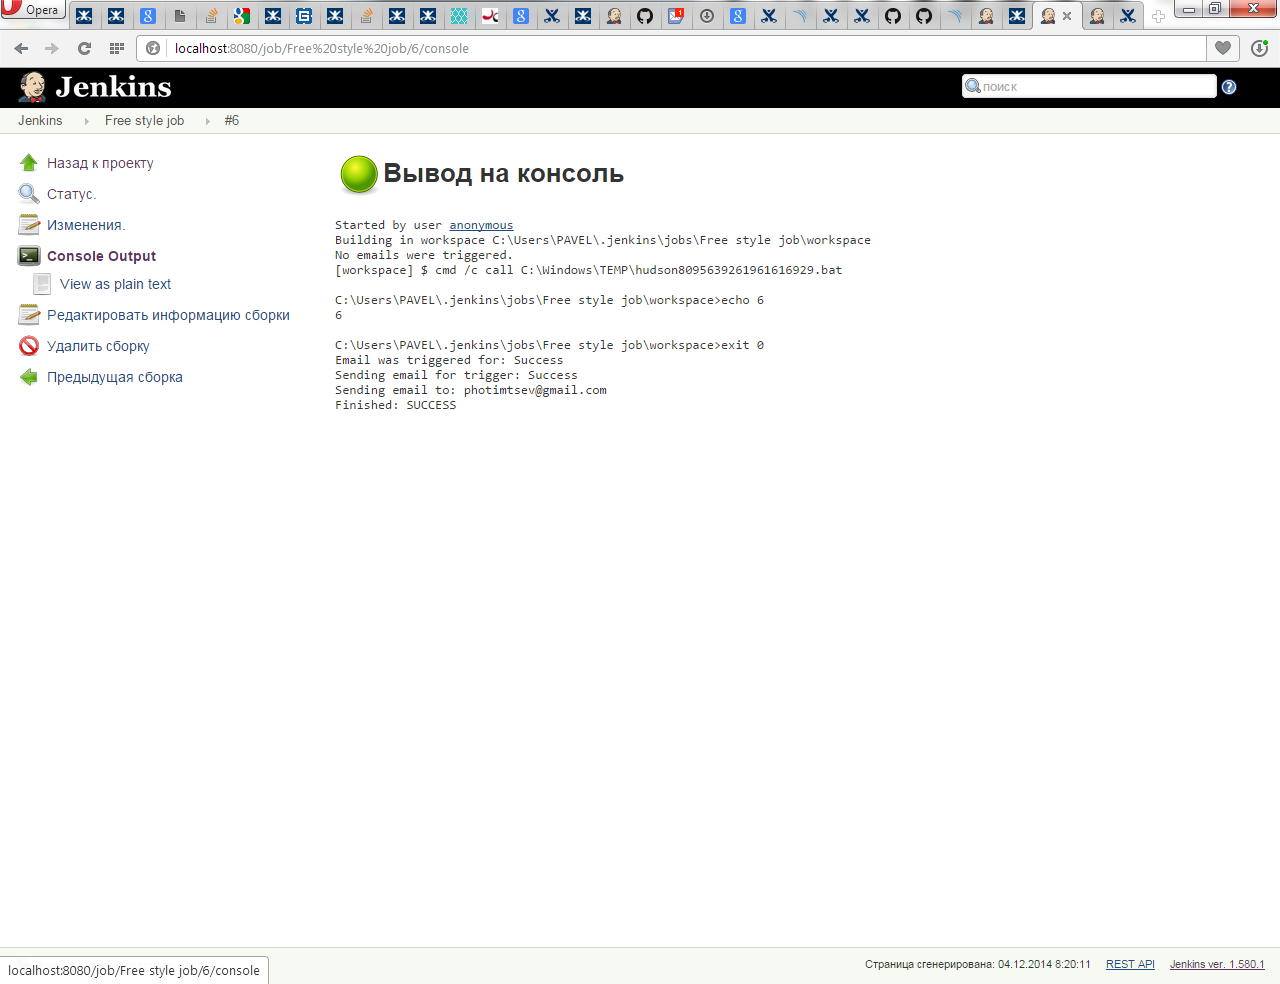 Opera
localhost:8080/job/Free%20style%20job/6/console
Jenkins
поиск
Jenkins Free style job #6
Назад к проекту
Статус.
Изменения.
Console Output
View as plain text
Редактировать информацию сборки
Удалить сборку
Предыдущая сборка
Вывод на консоль
Started by user anonymous
Building in workspace C:\Users\PAVEL\.jenkins\jobs\Free style job\workspace
No emails were triggered.
[workspace] $ cmd /c call C:\Windows\TEMP\hudson8095639261961616929.bat
C:\Users\PAVEL\.jenkins\jobs\Free style job\workspace>echo 6
6
C:\Users\PAVEL\.jenkins\jobs\Free style job\workspace>exit 0
Email was triggered for: Success
Sending email for trigger: Success
Sending email to: photimtsev@gmail.com
Finished: SUCCESS
localhost:8080/job/Free style job/6/console
Страница сгенерирована: 04.12.2014 8:20:11 REST API Jenkins ver. 1.580.1